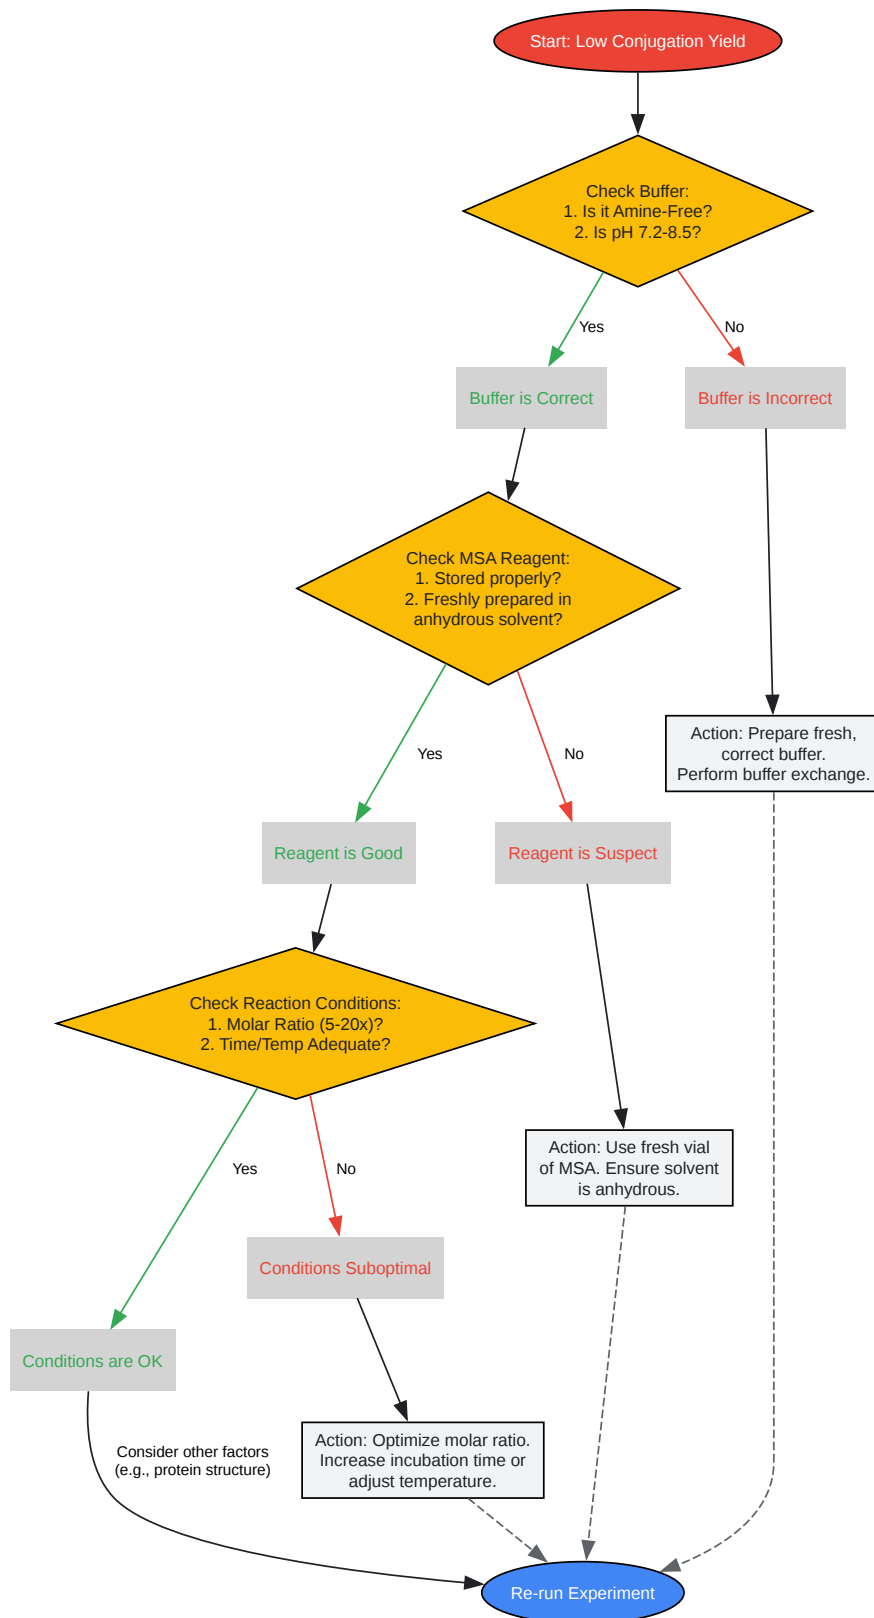 Start: Low Conjugation Yield
Check Buffer:
1. Is it Amine-Free?
2. Is pH 7.2-8.5?
Yes
No
Buffer is Correct
Buffer is Incorrect
Check MSA Reagent:
1. Stored properly?
2. Freshly prepared in
anhydrous solvent?
Yes
No
Action: Prepare fresh,
correct buffer.
Perform buffer exchange.
Reagent is Good
Reagent is Suspect
Check Reaction Conditions:
1. Molar Ratio (5-20x)?
2. Time/Temp Adequate?
Yes
No
Action: Use fresh vial
of MSA. Ensure solvent
is anhydrous.
Conditions Suboptimal
Conditions are OK
Consider other factors
(e.g., protein structure)
Action: Optimize molar ratio.
Increase incubation time or
adjust temperature.
Re-run Experiment